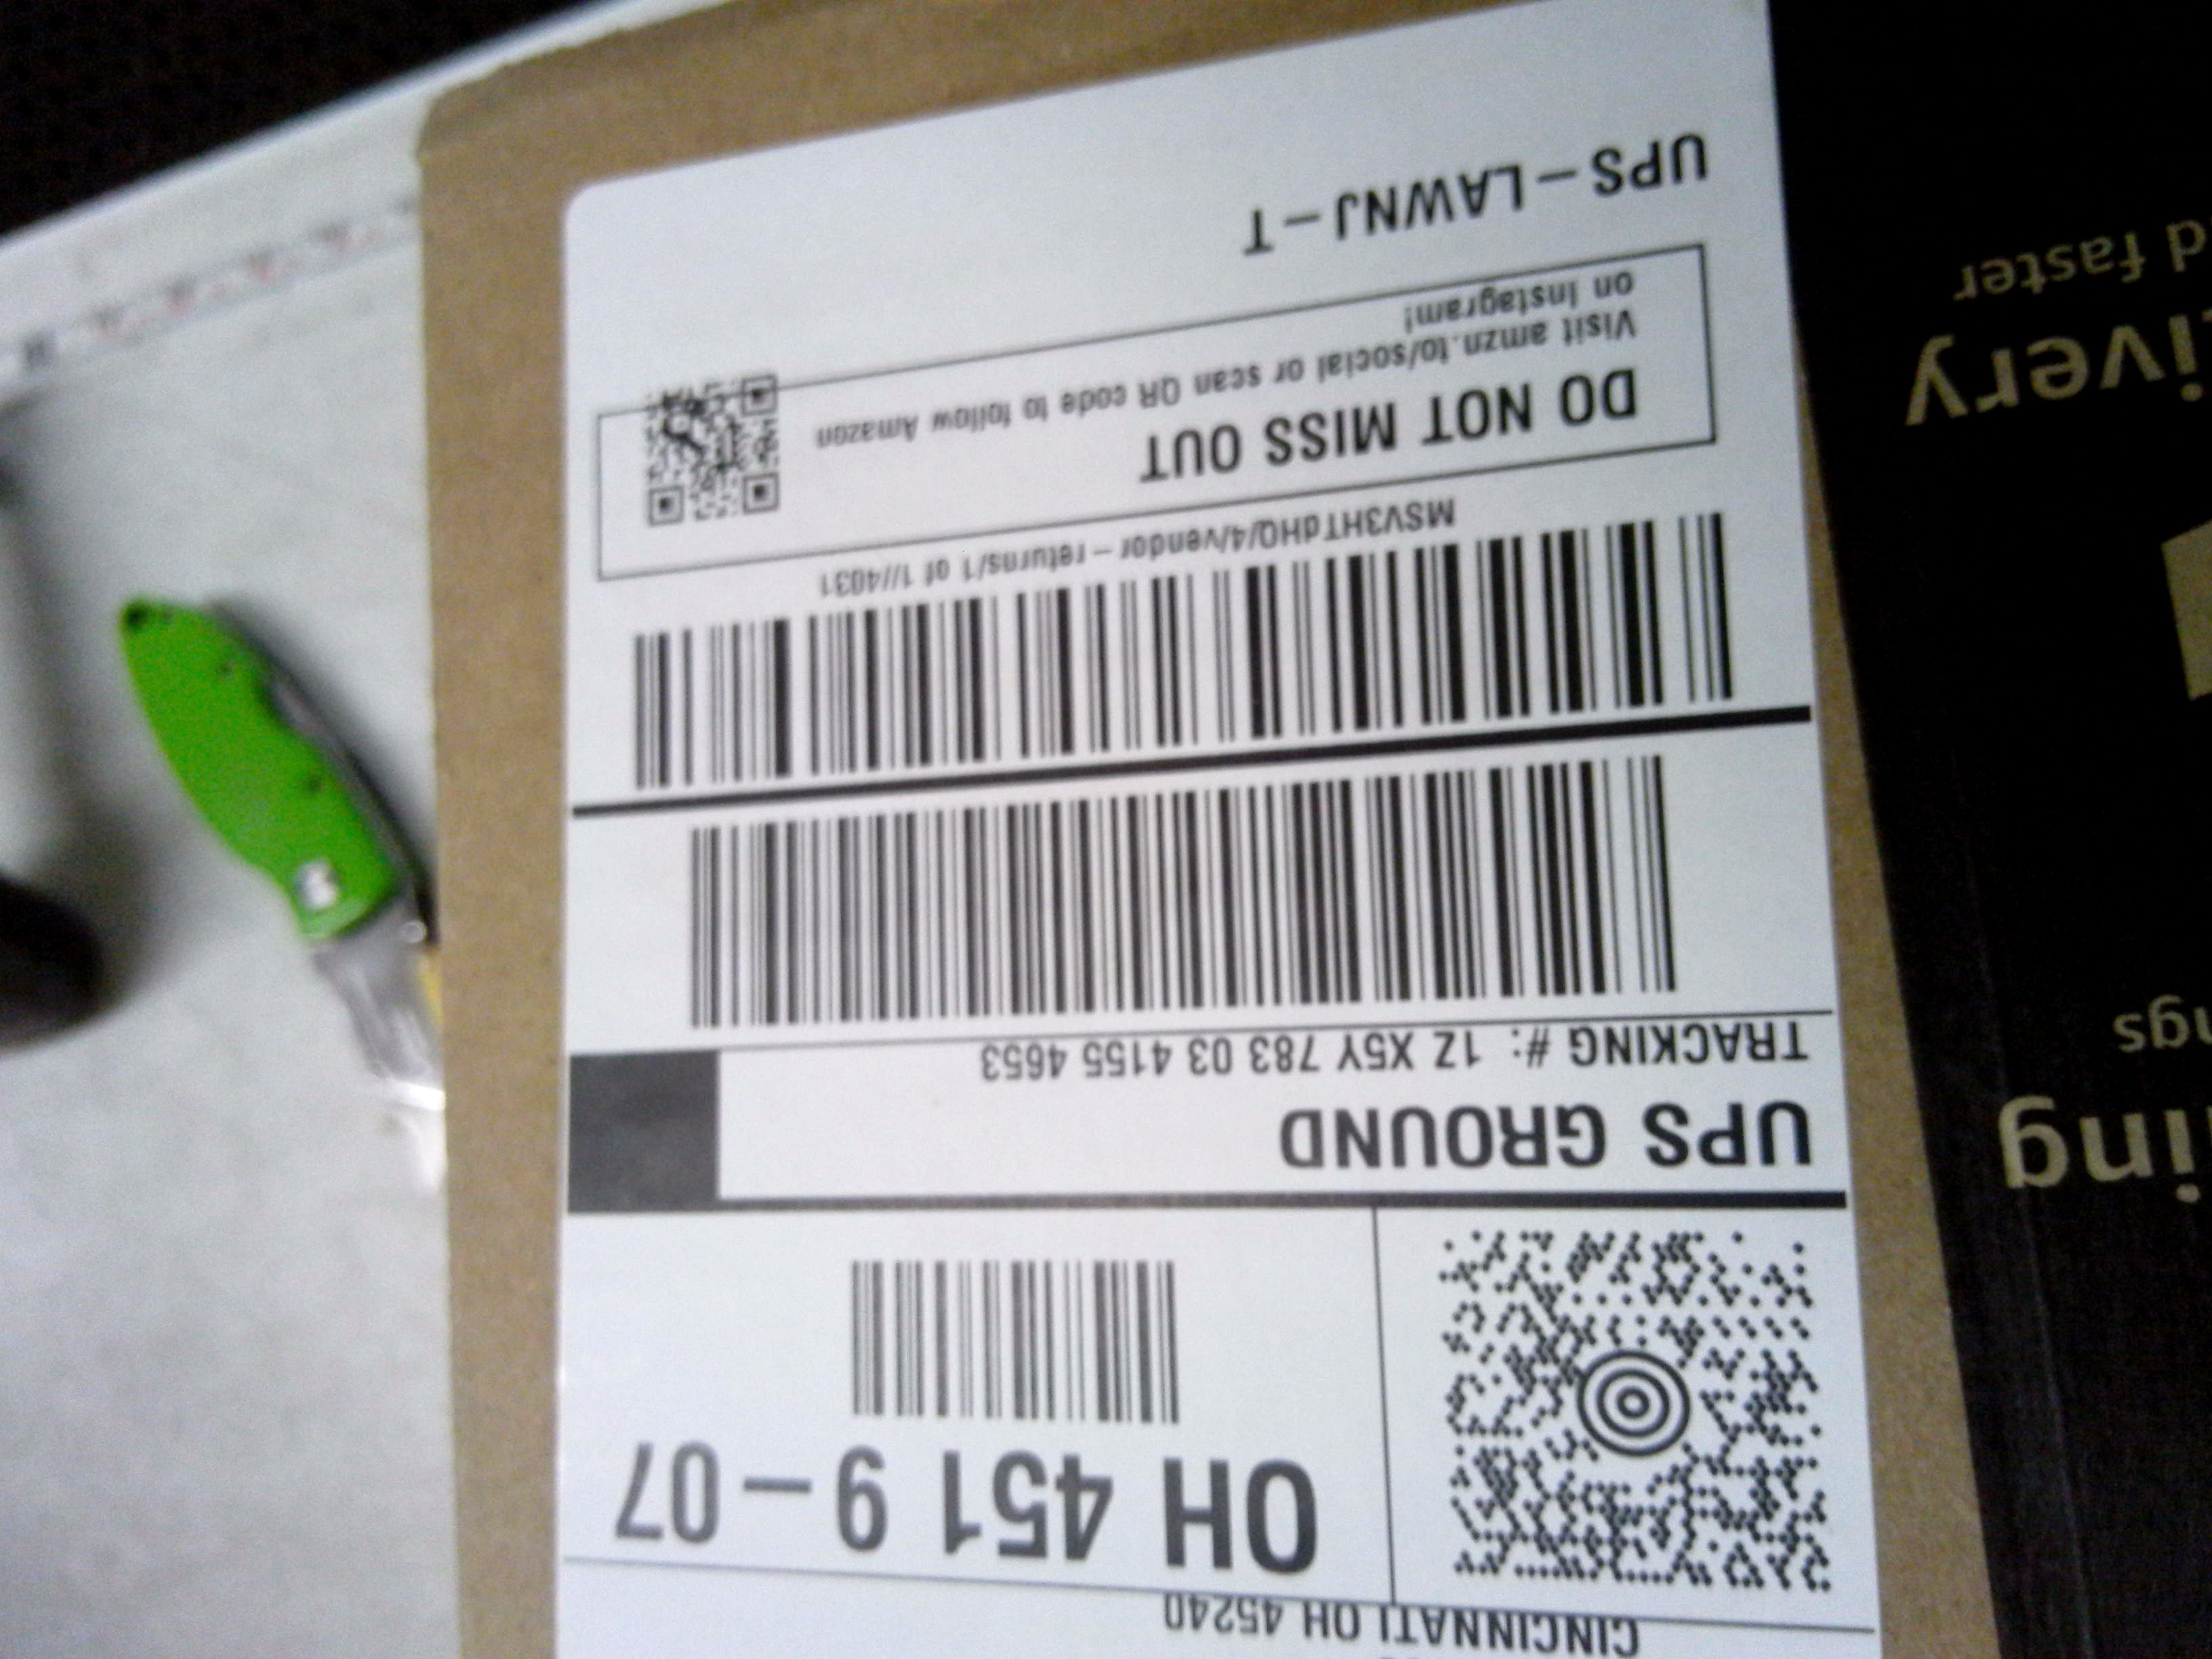 CINCINNATI OH 45240
OH 451 9-07
UPS GROUND
TRACKING #: 1Z X5Y 783 03 4155 4653
MSV3HTdHQ/4/vendor-returns/1 of 1//4031
DO NOT MISS OUT
Visit amzn.to/social or scan QR code to follow Amazon
on Instagram!
UPS-LAWNJ-T
ing
ngs
ivery
d faster